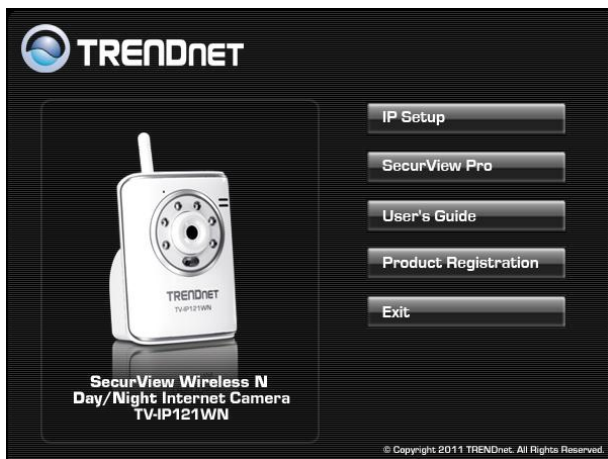 TRENDNET
IP Setup
SecurView Pro
User's Guide
Product Registration
Exit
TRENDNET
TV-IP121WN
SecurView Wireless N
Day/Night Internet Camera
TV-IP121WN
© Copyright 2011 TRENDnet. All Rights Reserved.